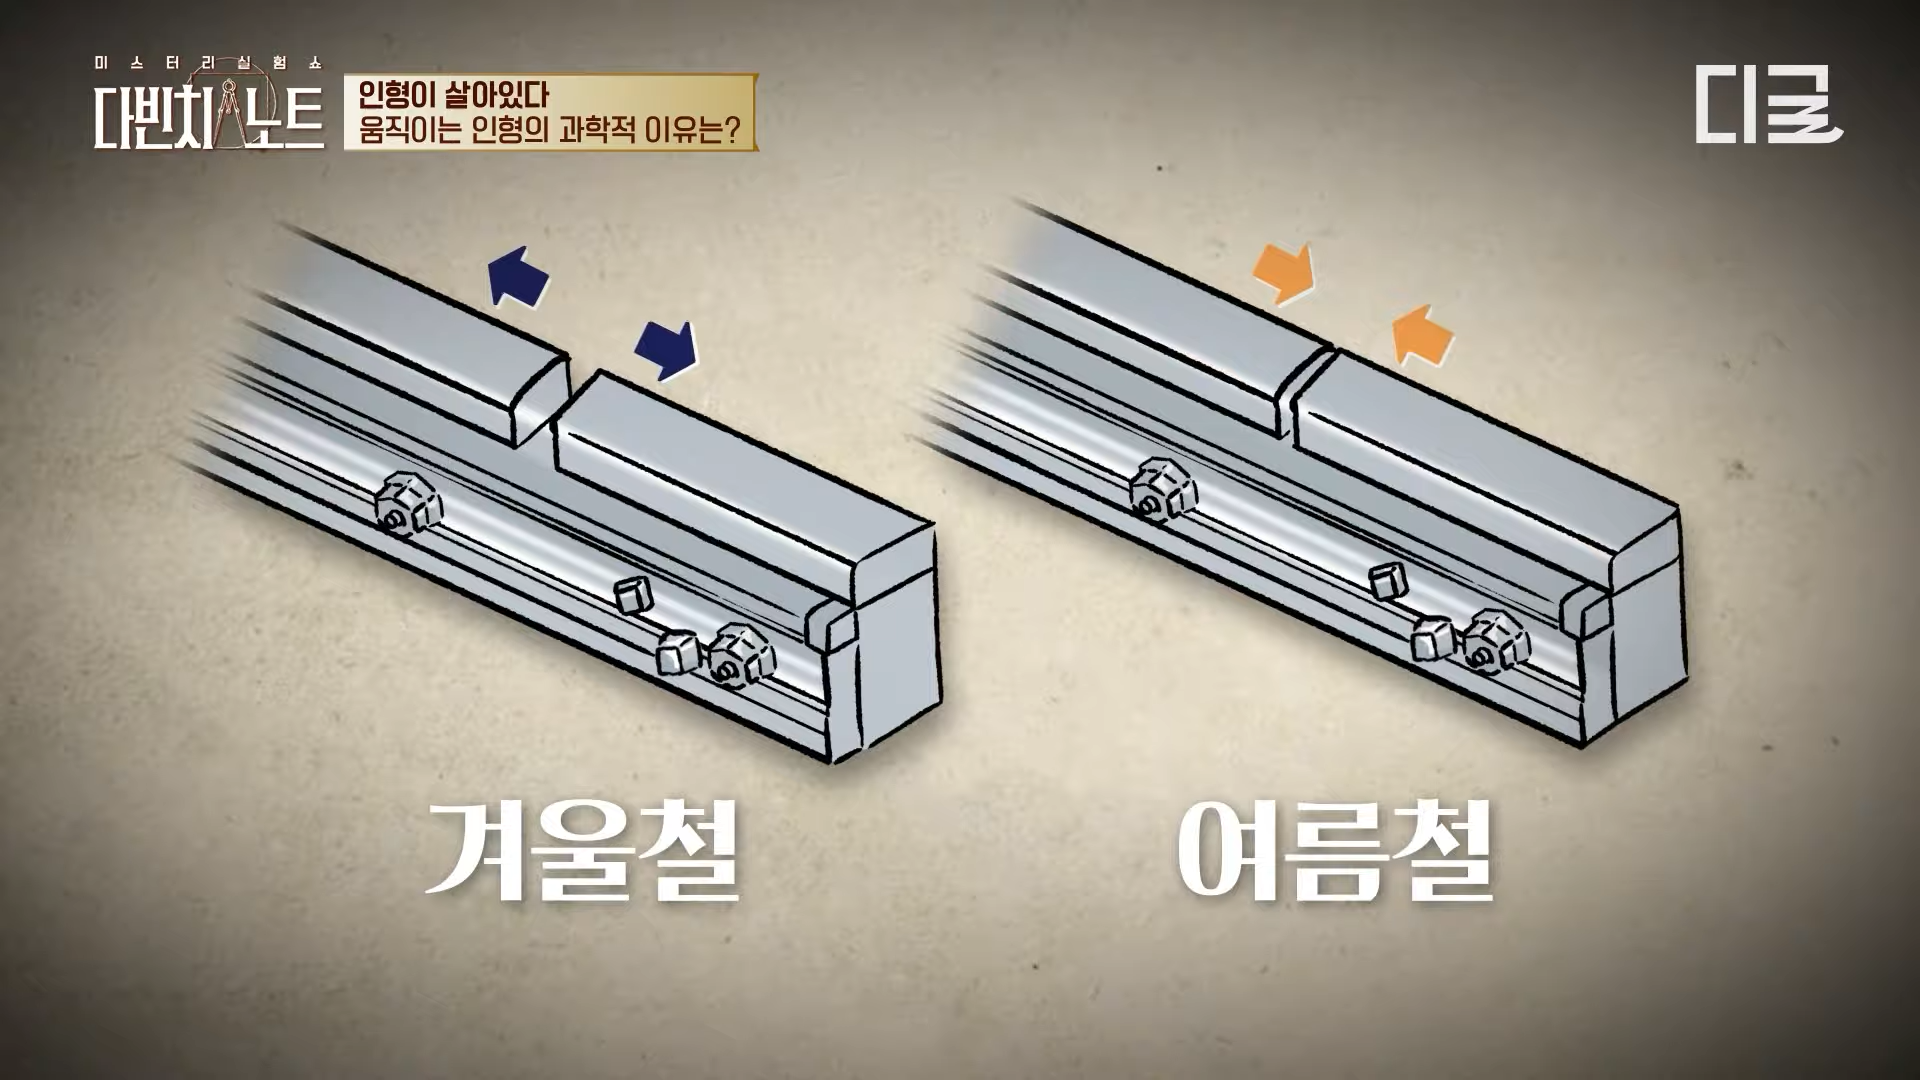 미스터리실험쇼
다빈치노트
인형이 살아있다
움직이는 인형의 과학적 이유는?
디글
겨울철
여름철